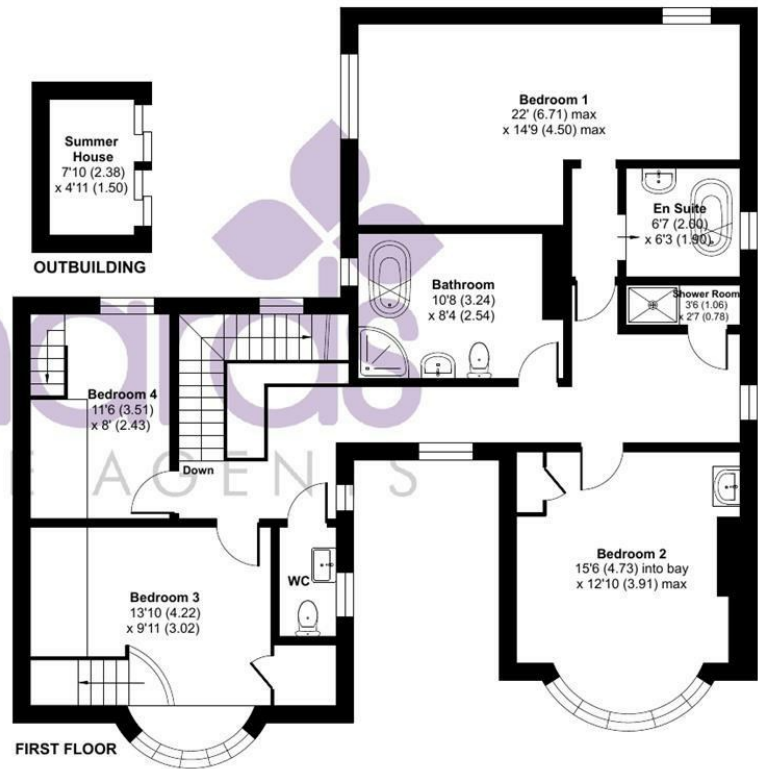 Summer
House
7'10 (2.38)
x 4'11 (1.50)
OUTBUILDING
Bedroom 1
22' (6.71) max
x 14'9 (4.50) max
En Suite
6'7 (2.00)
x 6'3 (1.90)
Bathroom
10'8 (3.24)
x 8'4 (2.54)
Shower Room
3'6 (1.06)
x 2'7 (0.78)
Bedroom 4
11'6 (3.51)
x 8' (2.43)
Down
AGENTS
WC
Bedroom 2
15'6 (4.73) into bay
x 12'10 (3.91) max
Bedroom 3
13'10 (4.22)
x 9'11 (3.02)
FIRST FLOOR